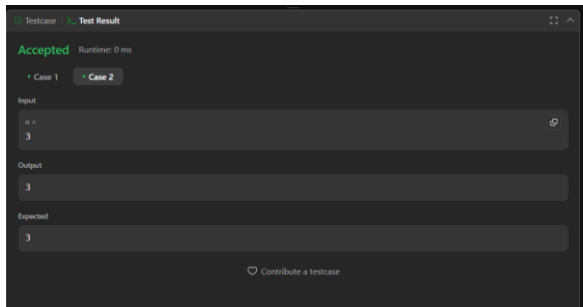 Testcase | >_ Test Result
Accepted Runtime: 0 ms
• Case 1 • Case 2
Input
n =
3
Output
3
Expected
3
Contribute a testcase